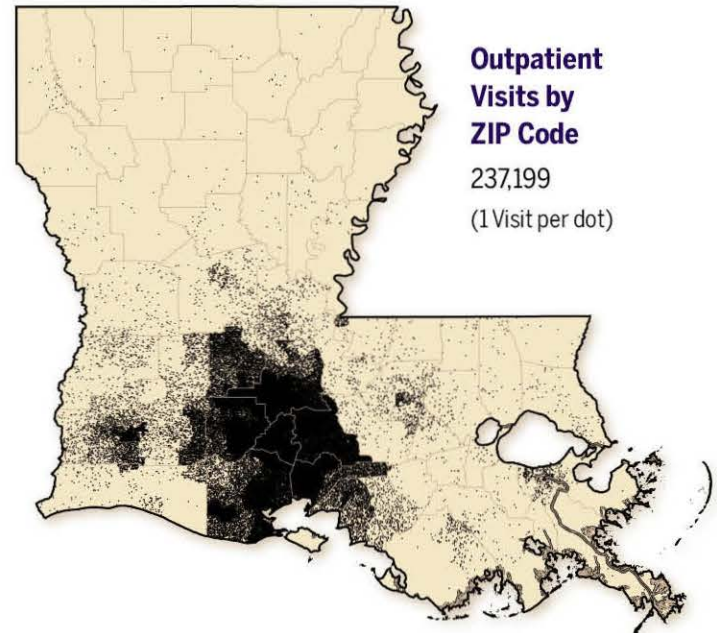 Outpatient
Visits by
ZIP Code
237,199
(1 Visit per dot)